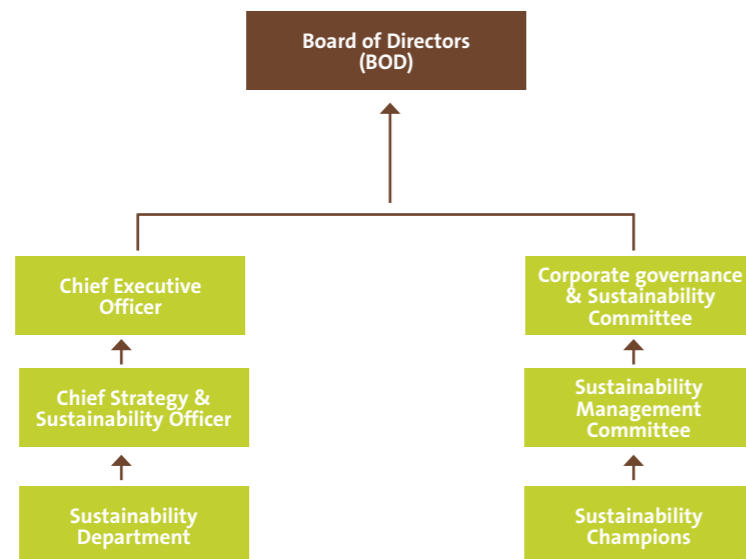 Board of Directors
(BOD)
Chief Executive
Officer
Corporate governance
& Sustainability
Committee
Chief Strategy &
Sustainability Officer
Sustainability
Management
Committee
Sustainability
Department
Sustainability
Champions